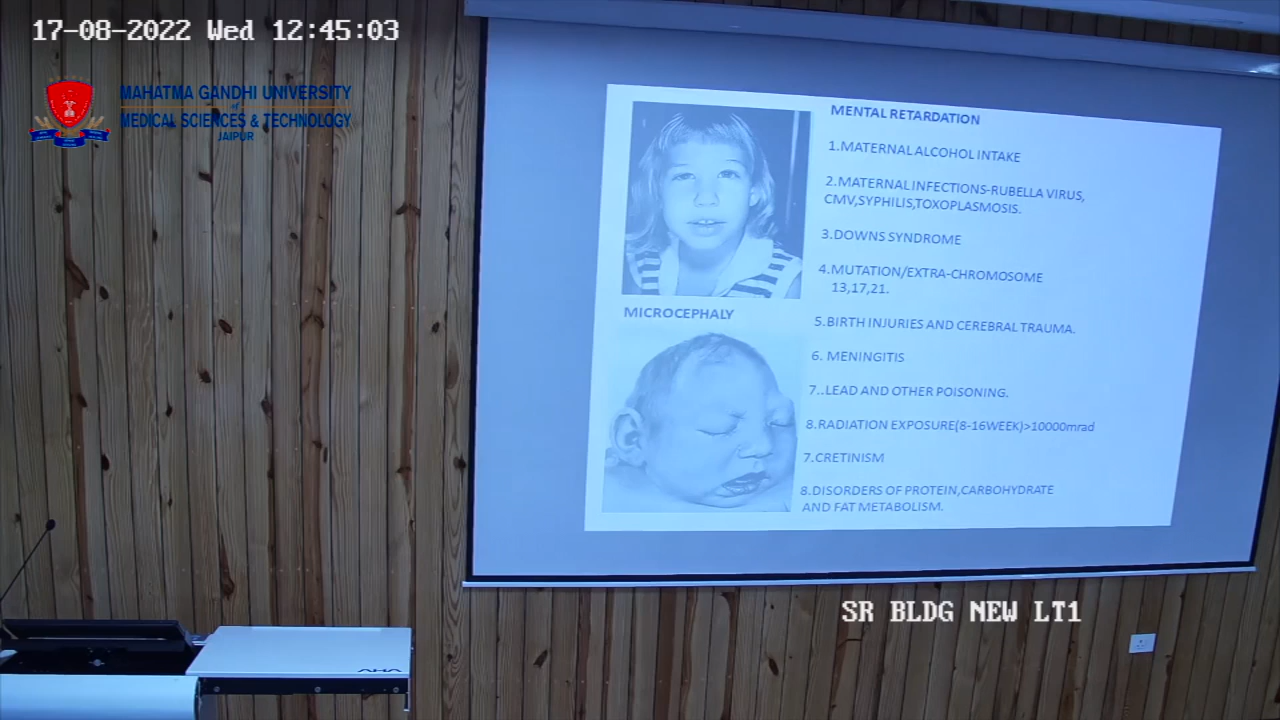 17-08-2022 Wed 12:45:03
MAHATMA GANDHI UNIVERSITY
of
MEDICAL SCIENCES & TECHNOLOGY
JAIPUR
MENTAL RETARDATION
1.MATERNAL ALCOHOL INTAKE
2.MATERNAL INFECTIONS-RUBELLA VIRUS,
CMV,SYPHILIS,TOXOPLASMOSIS.
3.DOWNS SYNDROME
4.MUTATION/EXTRA-CHROMOSOME
13,17,21.
MICROCEPHALY
5.BIRTH INJURIES AND CEREBRAL TRAUMA.
6. MENINGITIS
7..LEAD AND OTHER POISONING.
8.RADIATION EXPOSURE(8-16WEEK)>10000mrad
7.CRETINISM
8.DISORDERS OF PROTEIN,CARBOHYDRATE
AND FAT METABOLISM.
SR BLDG NEW LT1
AHA